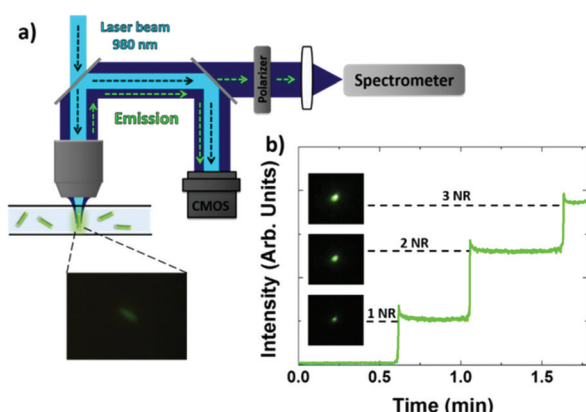 a)
Laser beam
980 nm
Emission
Polarizer
Spectrometer
CMOS
b)
Intensity (Arb. Units)
3 NR
2 NR
1 NR
0.0
0.5
1.0
1.5
Time (min)